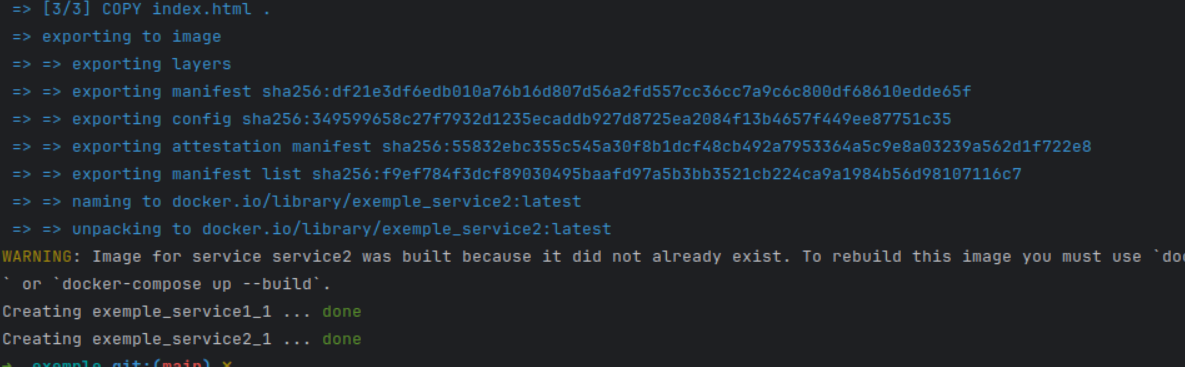 => [3/3] COPY index.html .
=> exporting to image
=> => exporting layers
=> => exporting manifest sha256:df21e3df6edb010a76b16d807d56a2fd557cc36cc7a9c6c800df68610edde65f
=> => exporting config sha256:349599658c27f7932d1235ecaddb927d8725ea2084f13b4657f449ee87751c35
=> => exporting attestation manifest sha256:55832ebc355c545a30f8b1dcf48cb492a7953364a5c9e8a03239a562d1f722e8
=> => exporting manifest list sha256:f9ef784f3dcf89030495baafd97a5b3bb3521cb224ca9a1984b56d98107116c7
=> => naming to docker.io/library/exemple_service2:latest
=> => unpacking to docker.io/library/exemple_service2:latest
WARNING: Image for service service2 was built because it did not already exist. To rebuild this image you must use `doc
` or `docker-compose up --build`.
Creating exemple_service1_1 ... done
Creating exemple_service2_1 ... done
→ exemple git:(main) x